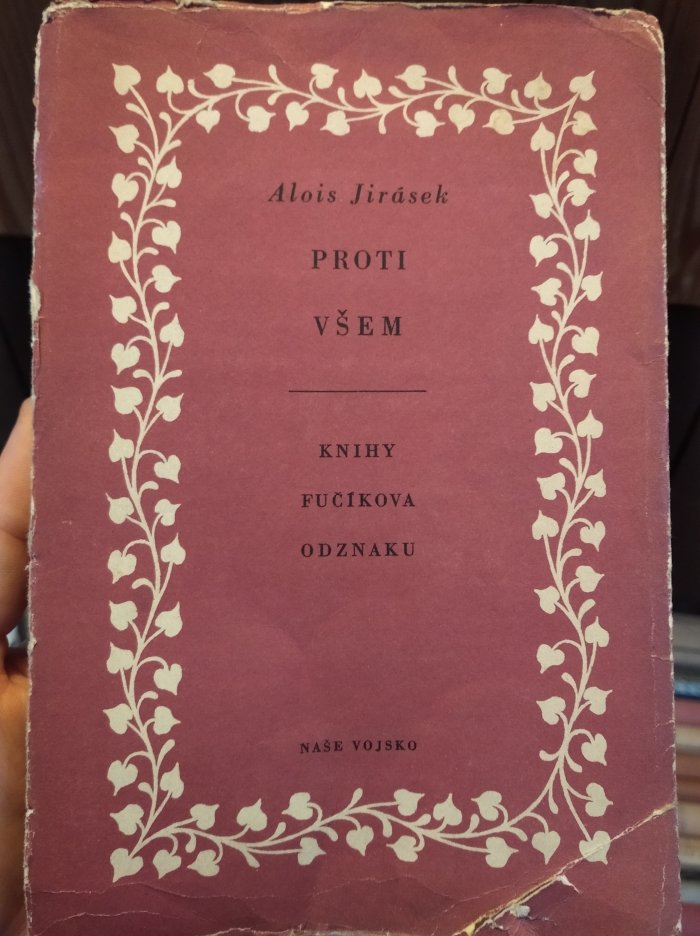 Alois Jirásek
PROTI
VŠEM
KNIHY
FUČÍKOVA
ODZNAKU
NAŠE VOJSKO